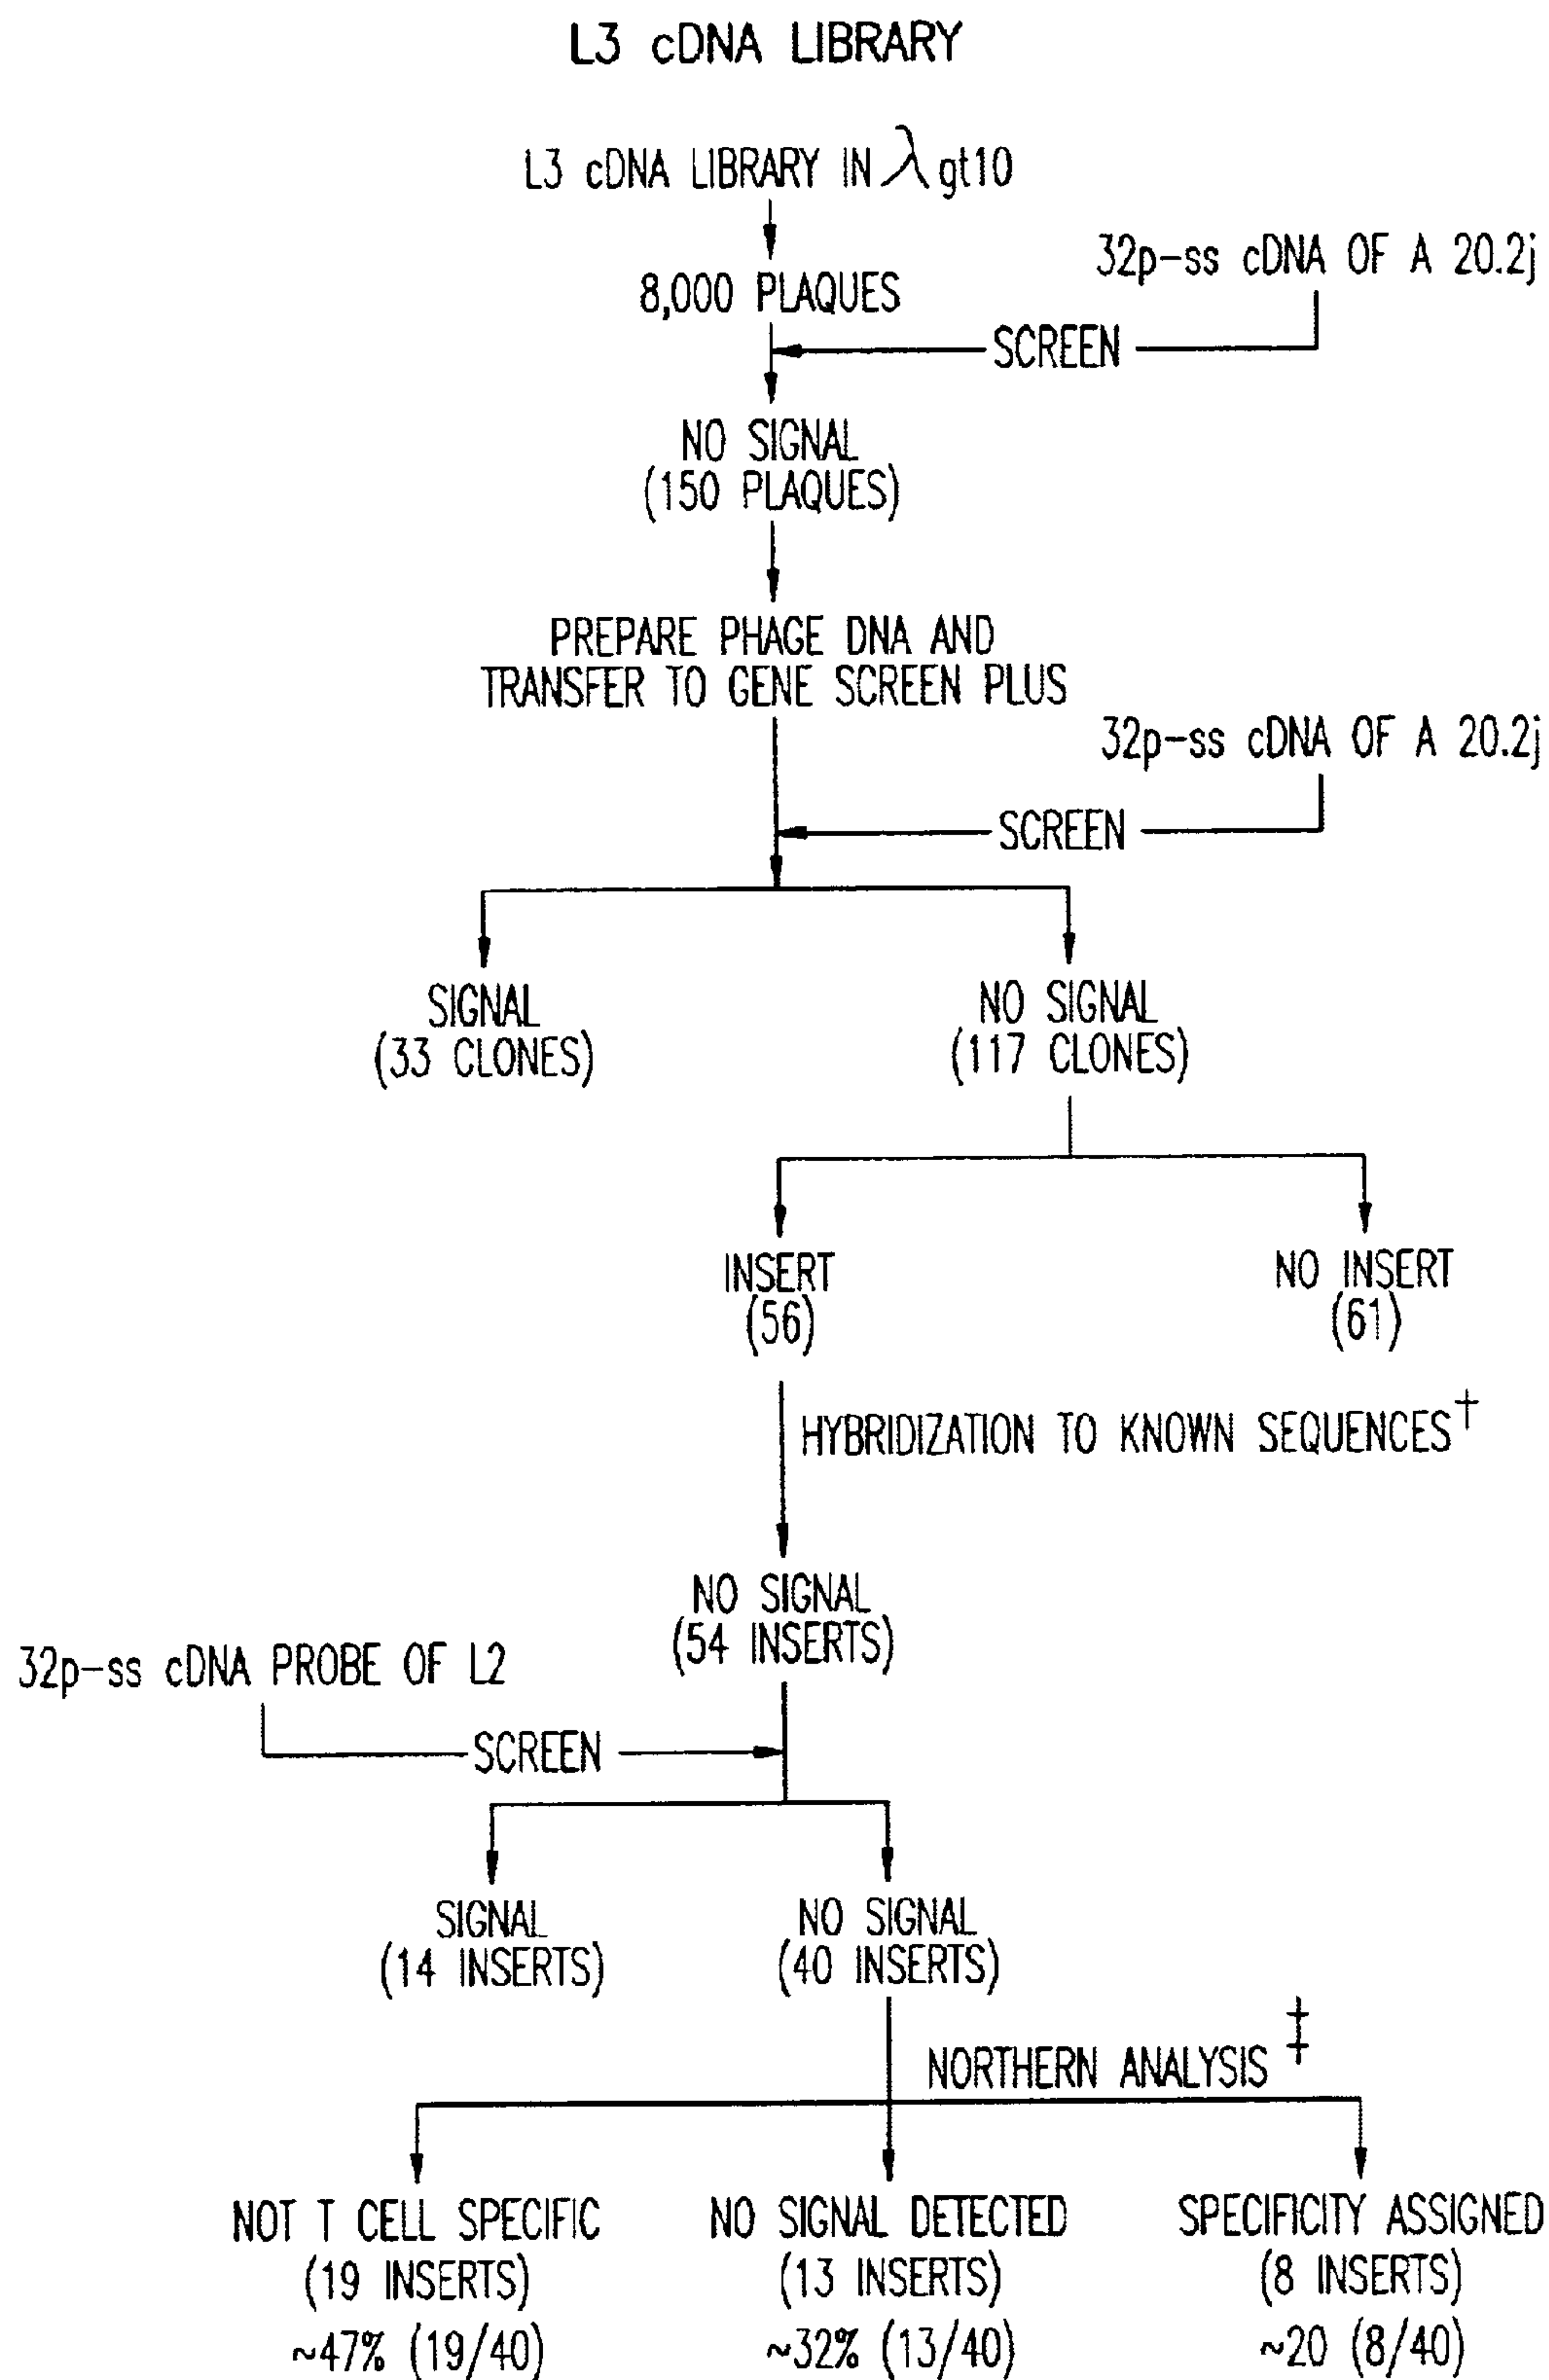 L3 cDNA LIBRARY
L3 cDNA LIBRARY IN λgt10
32p-ss cDNA OF A 20.2j
8,000 PLAQUES
SCREEN
NO SIGNAL
(150 PLAQUES)
PREPARE PHAGE DNA AND
TRANSFER TO GENE SCREEN PLUS
32p-ss cDNA OF A 20.2j
SCREEN
SIGNAL
(33 CLONES)
NO SIGNAL
(117 CLONES)
INSERT
(56)
NO INSERT
(61)
HYBRIDIZATION TO KNOWN SEQUENCES†
NO SIGNAL
(54 INSERTS)
32p-ss cDNA PROBE OF L2
SCREEN
SIGNAL
(14 INSERTS)
NO SIGNAL
(40 INSERTS)
NORTHERN ANALYSIS ‡
NOT T CELL SPECIFIC
(19 INSERTS)
~47% (19/40)
NO SIGNAL DETECTED
(13 INSERTS)
~32% (13/40)
SPECIFICITY ASSIGNED
(8 INSERTS)
~20 (8/40)